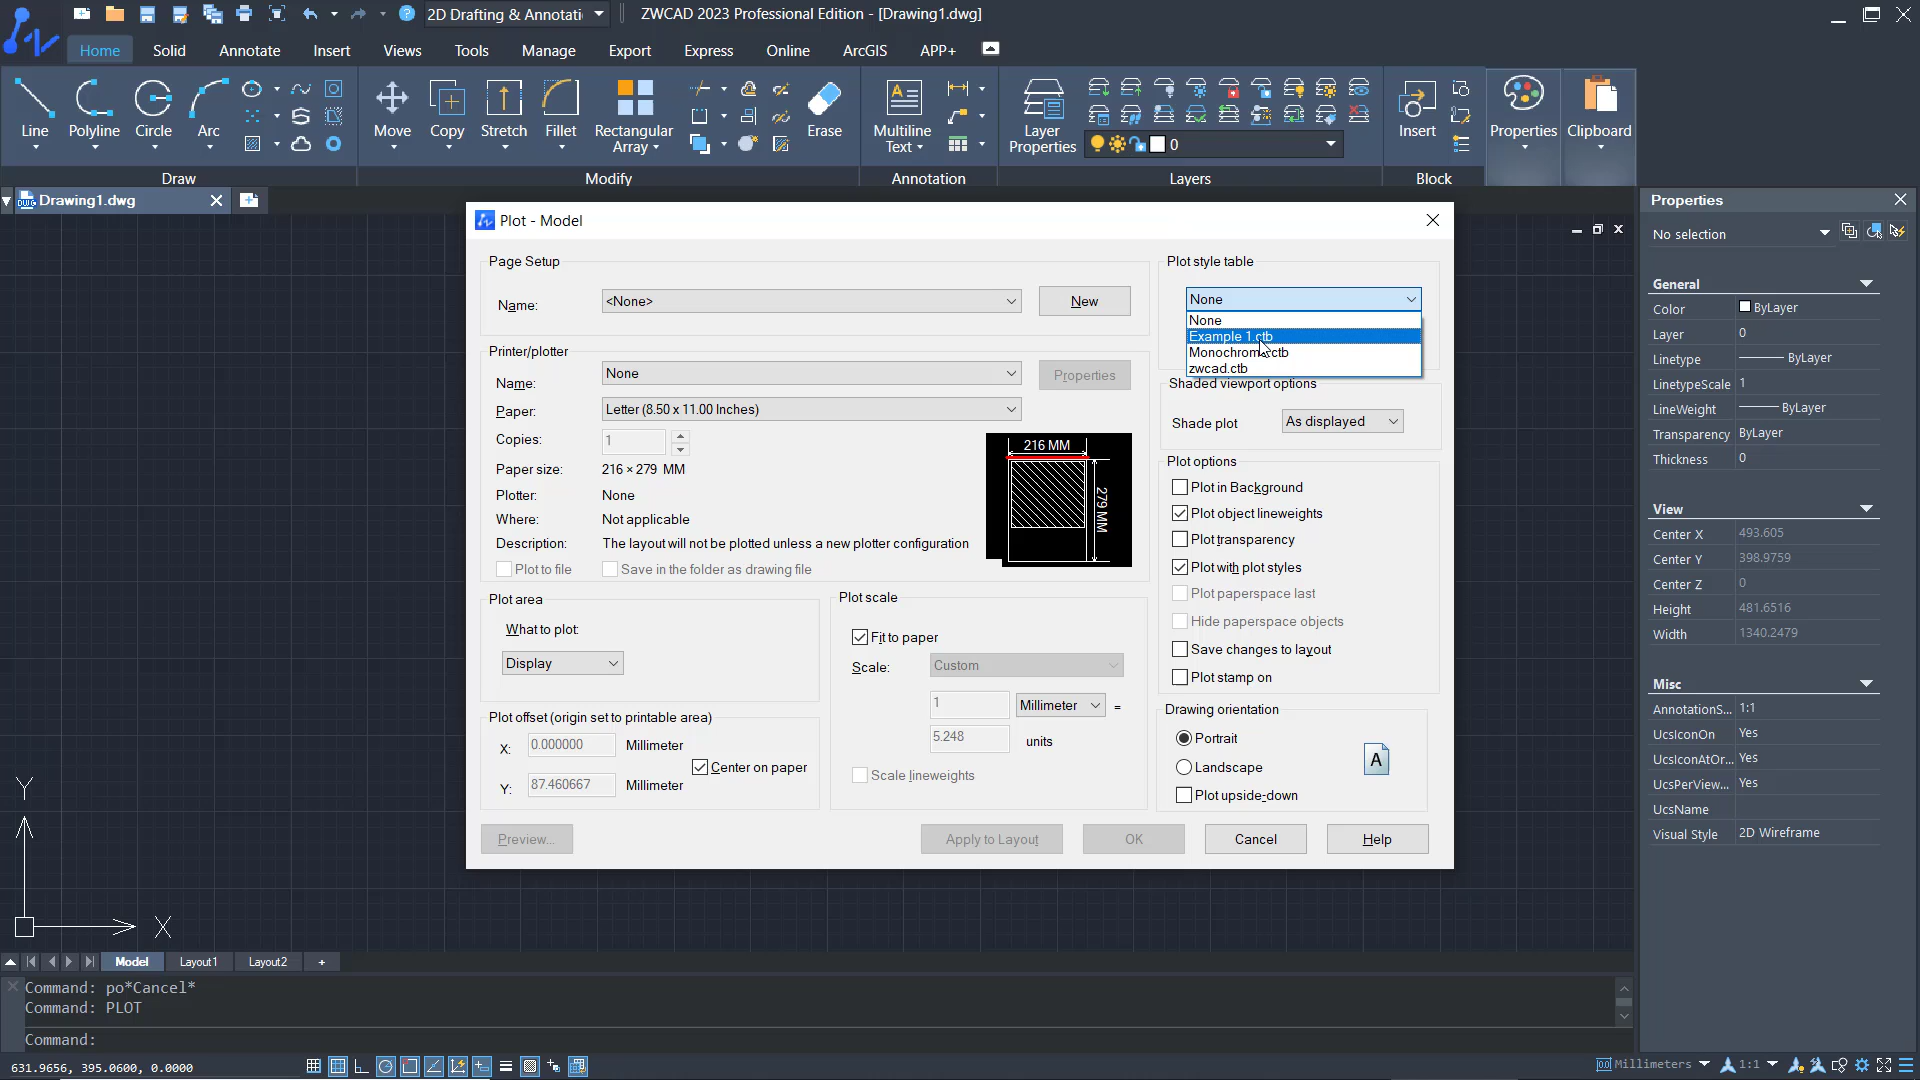 2D Drafting & Annotati
ZWCAD 2023 Professional Edition - [Drawing1.dwg]
Home Solid Annotate Insert Views Tools Manage Export Express Online ArcGIS APP+
Line Polyline Circle Arc
Move Copy Stretch Fillet Rectangular Array Erase
Multiline Text
Layer Properties
0
Insert
Properties
Clipboard
Draw Modify Annotation Layers Block
Drawing1.dwg
Plot - Model
Page Setup
Name: <None> New
Printer/plotter
Name: None Properties
Paper: Letter (8.50 x 11.00 Inches)
Copies: 1
Paper size: 216 × 279 MM
Plotter: None
Where: Not applicable
Description: The layout will not be plotted unless a new plotter configuration
Plot to file Save in the folder as drawing file
216 MM
279 MM
Plot area
What to plot:
Display
Plot scale
Fit to paper
Scale: Custom
1 Millimeter =
5.248 units
Scale lineweights
Plot offset (origin set to printable area)
X: 0.000000 Millimeter
Center on paper
Y: 87.460667 Millimeter
Plot style table
None
None
Example 1.ctb
Monochrome.ctb
zwcad.ctb
Shaded viewport options
Shade plot As displayed
Plot options
Plot in Background
Plot object lineweights
Plot transparency
Plot with plot styles
Plot paperspace last
Hide paperspace objects
Save changes to layout
Plot stamp on
Drawing orientation
Portrait
Landscape
Plot upside-down
A
Preview... Apply to Layout OK Cancel Help
Properties
No selection
General
Color ByLayer
Layer 0
Linetype ByLayer
LinetypeScale 1
LineWeight ByLayer
Transparency ByLayer
Thickness 0
View
Center X 493.605
Center Y 398.9759
Center Z 0
Height 481.6516
Width 1340.2479
Misc
AnnotationS... 1:1
UcsIconOn Yes
UcsIconAtOr... Yes
UcsPerView... Yes
UcsName
Visual Style 2D Wireframe
Y
X
Model Layout1 Layout2 +
Command: po*Cancel*
Command: PLOT
Command:
631.9656, 395.0600, 0.0000
Millimeters 1:1